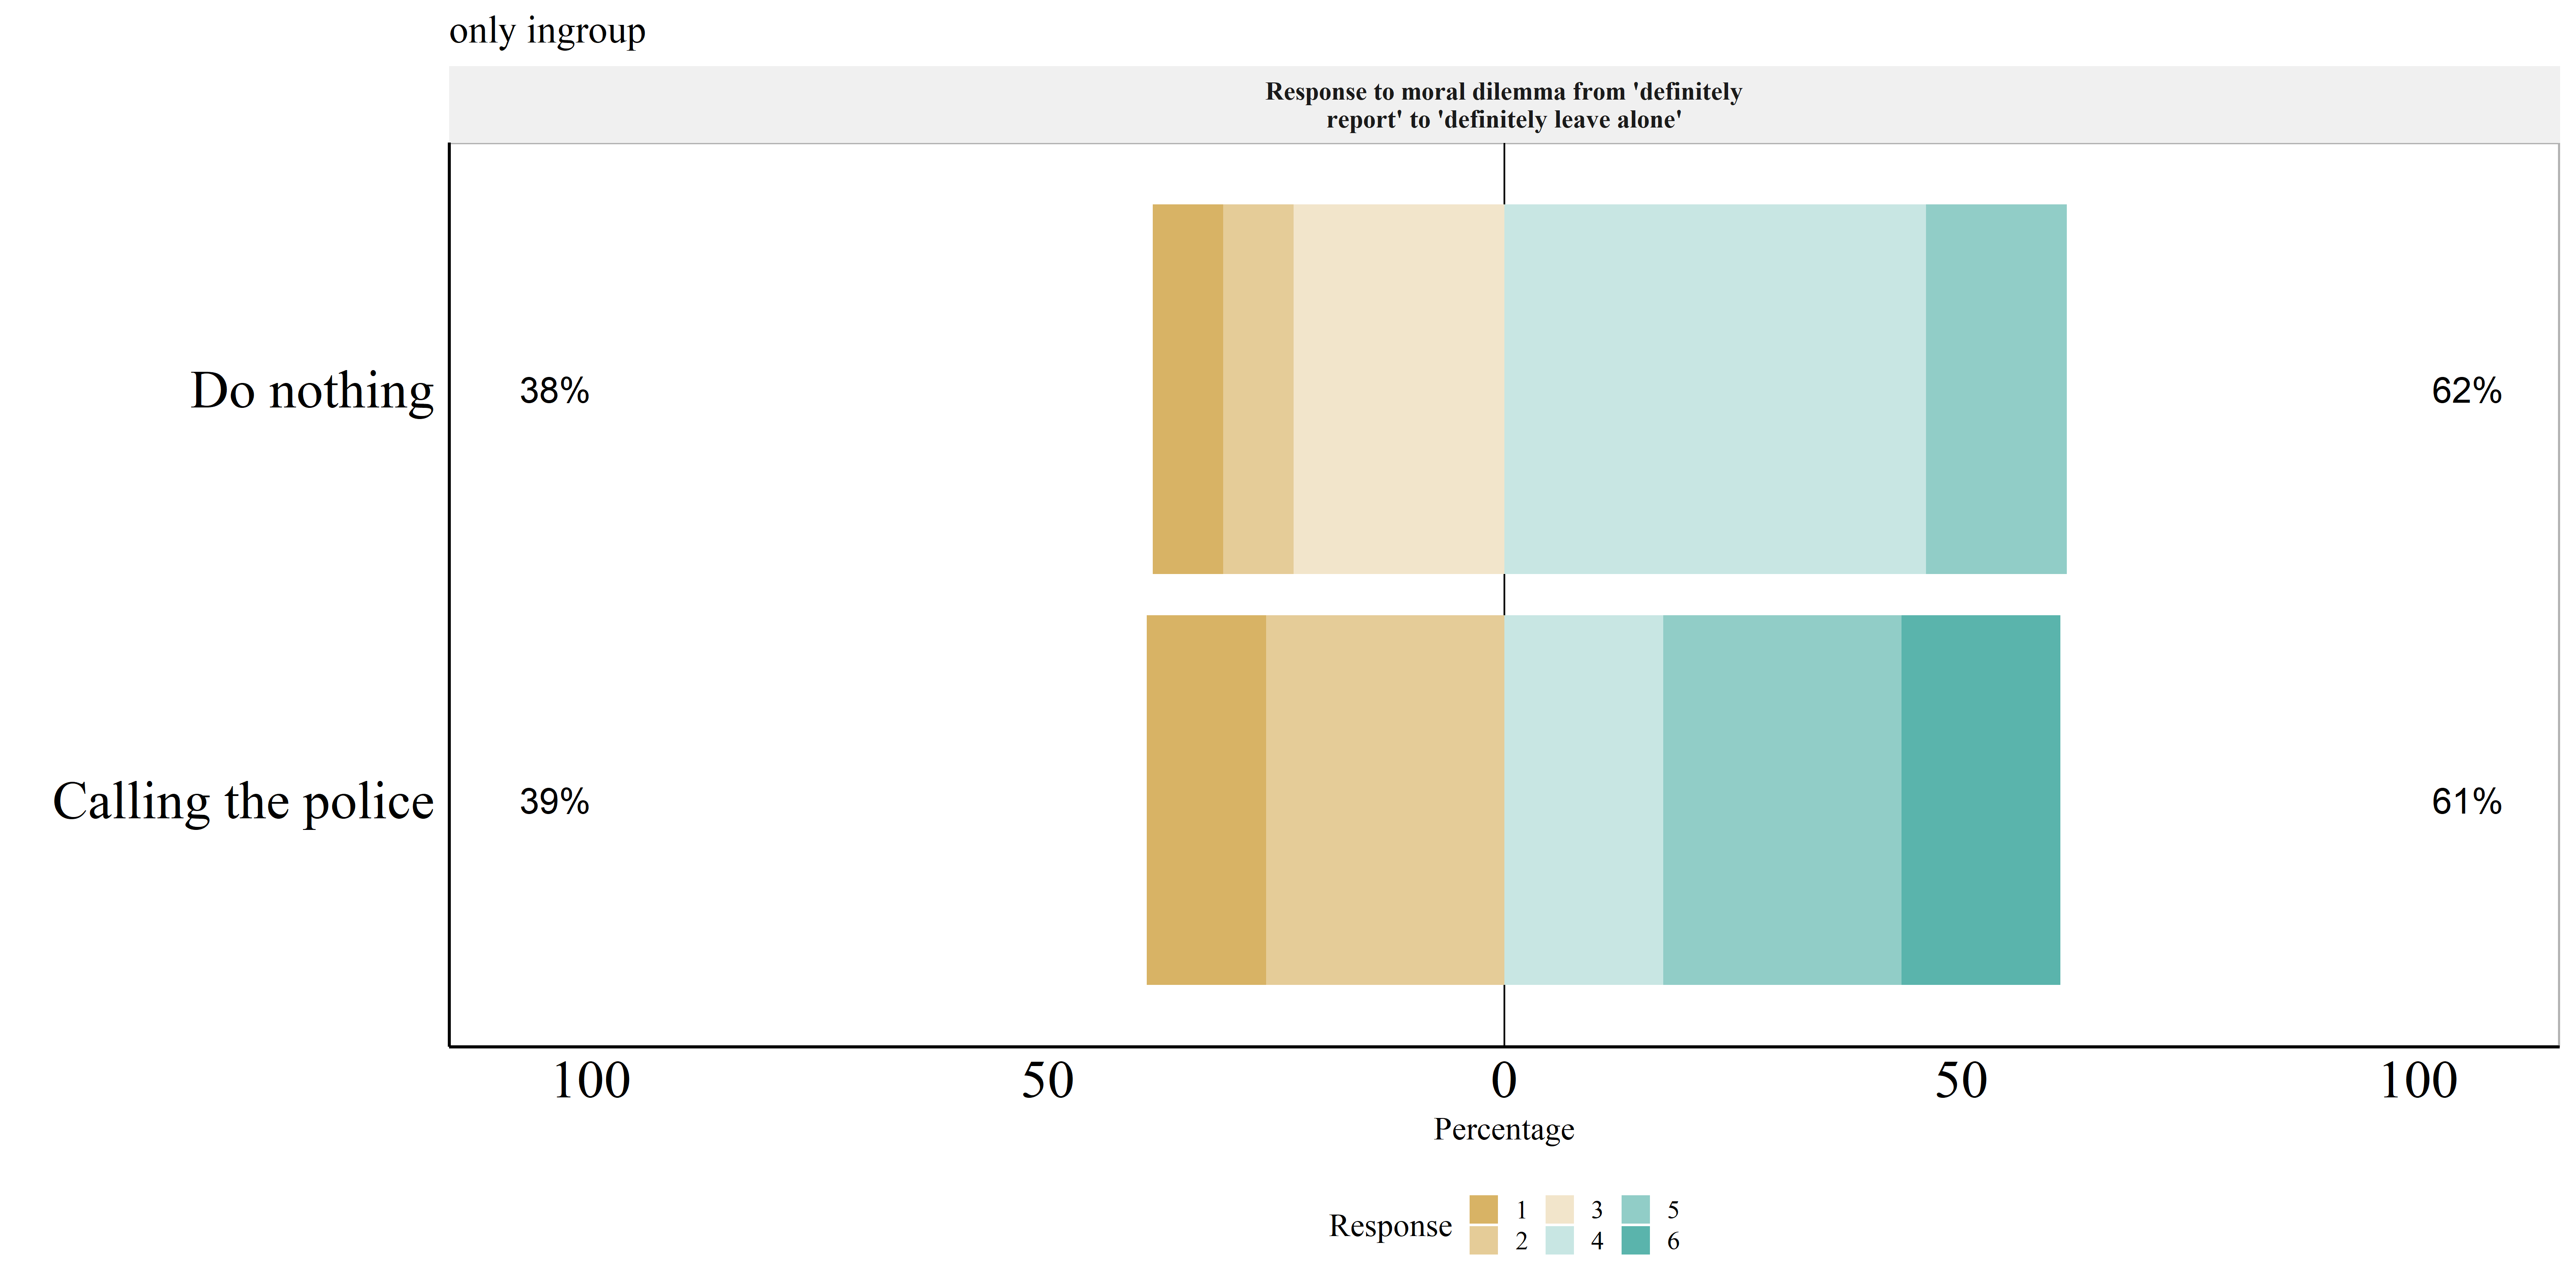 only ingroup
Response to moral dilemma from 'definitely
report' to 'definitely leave alone'
Do nothing
38%
62%
Calling the police
39%
61%
100 50 0 50 100
Percentage
Response
1 3 5
2 4 6